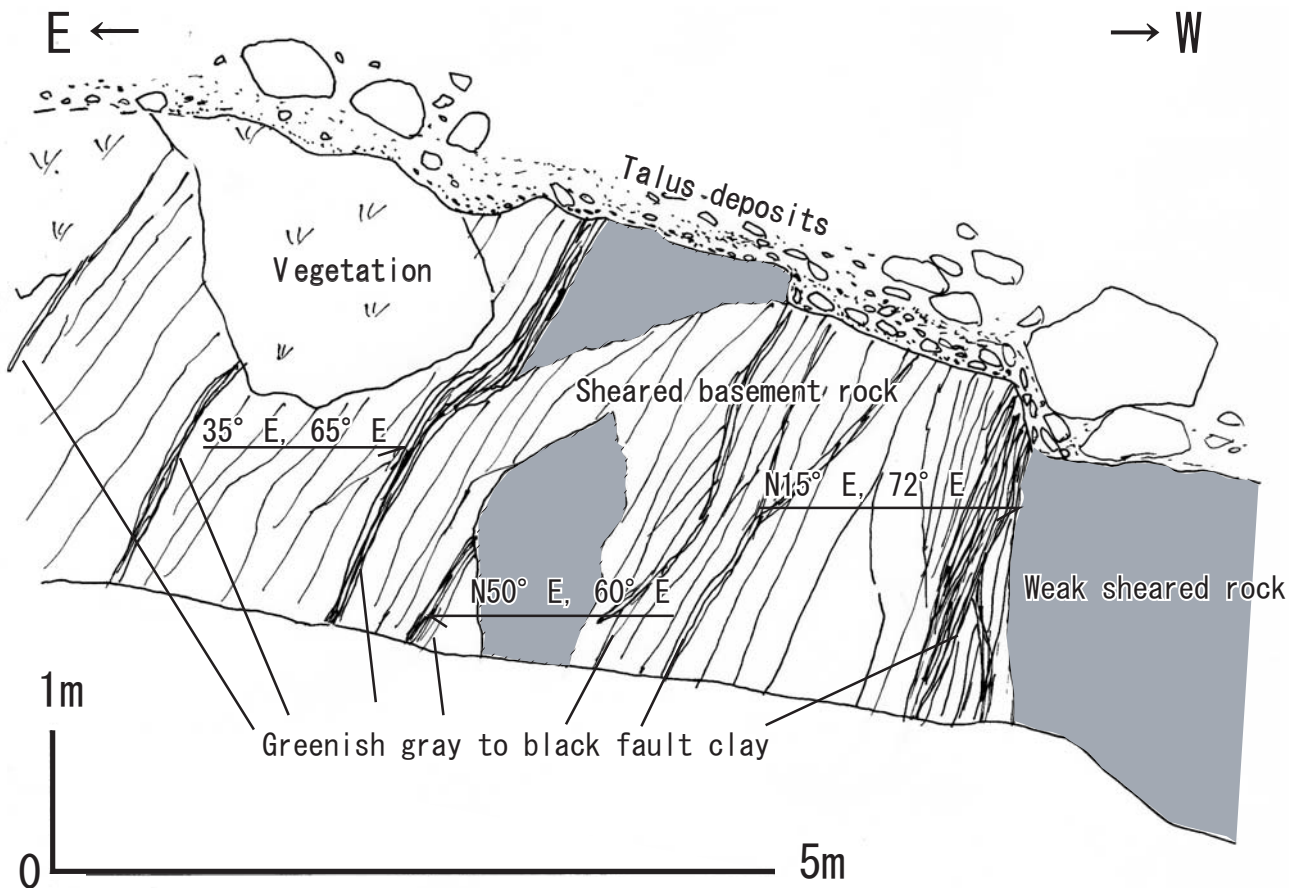 E ← → W
Talus deposits
Vegetation
Sheared basement rock
35° E, 65° E
N15° E, 72° E
N50° E, 60° E
Weak sheared rock
1m
Greenish gray to black fault clay
0
5m